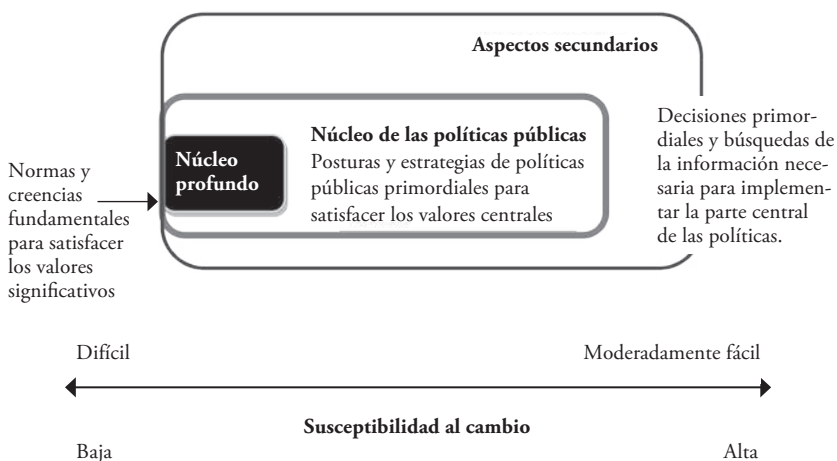 Aspectos secundarios
Núcleo de las políticas públicas
Posturas y estrategias de políticas
públicas primordiales para
satisfacer los valores centrales
Núcleo
profundo
Normas y
creencias
fundamentales
para satisfacer
los valores
significativos
Decisiones primor-
diales y búsquedas de
la información nece-
saria para implemen-
tar la parte central
de las políticas.
Difícil
Moderadamente fácil
Susceptibilidad al cambio
Baja
Alta